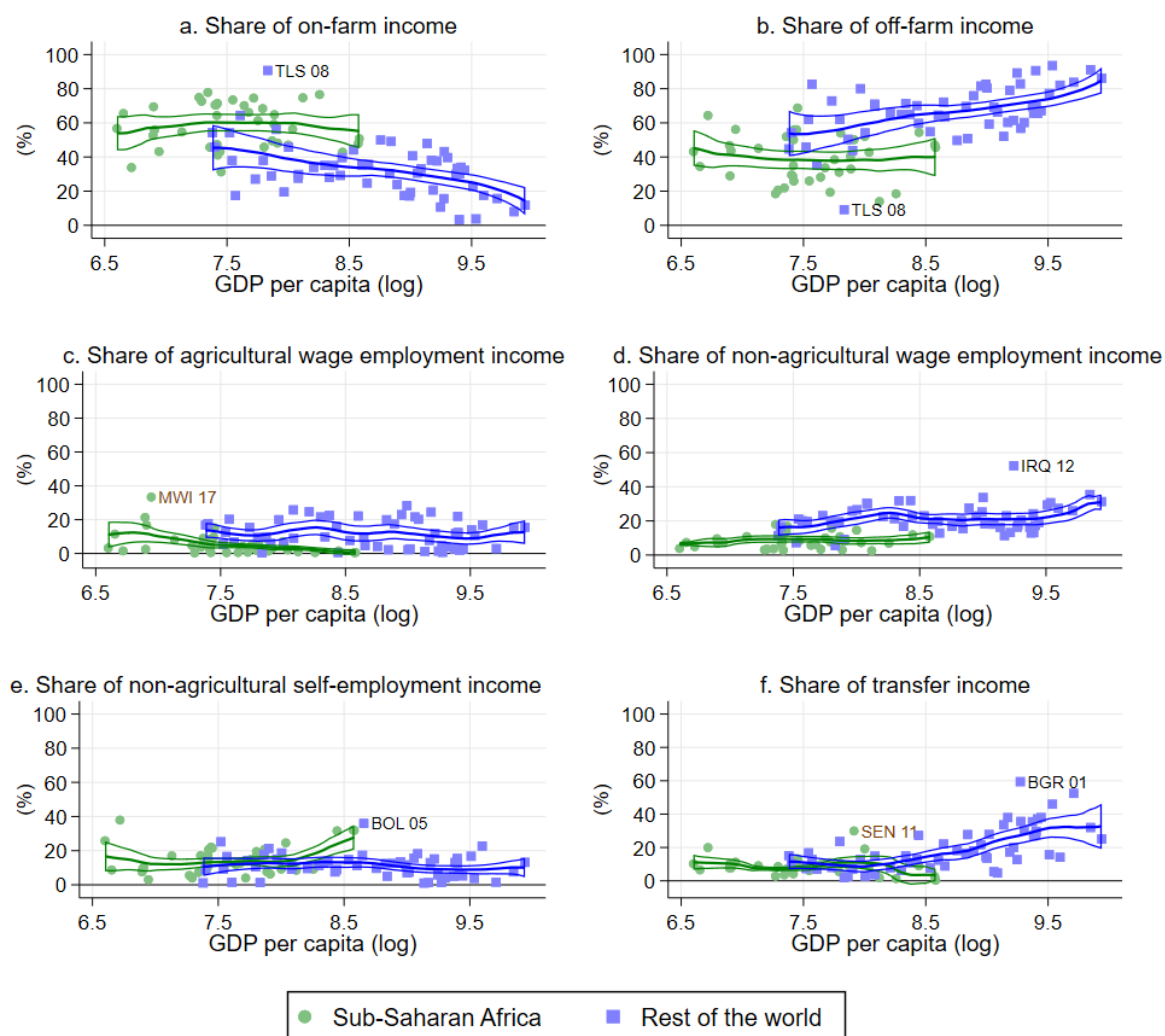 a. Share of on-farm income
b. Share of off-farm income
100
80
60
40
20
0
(%)
TLS 08
6.5 7.5 8.5 9.5
GDP per capita (log)
100
80
60
40
20
0
(%)
TLS 08
6.5 7.5 8.5 9.5
GDP per capita (log)
c. Share of agricultural wage employment income
d. Share of non-agricultural wage employment income
100
80
60
40
20
0
(%)
MWI 17
6.5 7.5 8.5 9.5
GDP per capita (log)
100
80
60
40
20
0
(%)
IRQ 12
6.5 7.5 8.5 9.5
GDP per capita (log)
e. Share of non-agricultural self-employment income
f. Share of transfer income
100
80
60
40
20
0
(%)
BOL 05
6.5 7.5 8.5 9.5
GDP per capita (log)
100
80
60
40
20
0
(%)
BGR 01
SEN 11
6.5 7.5 8.5 9.5
GDP per capita (log)
Sub-Saharan Africa
Rest of the world